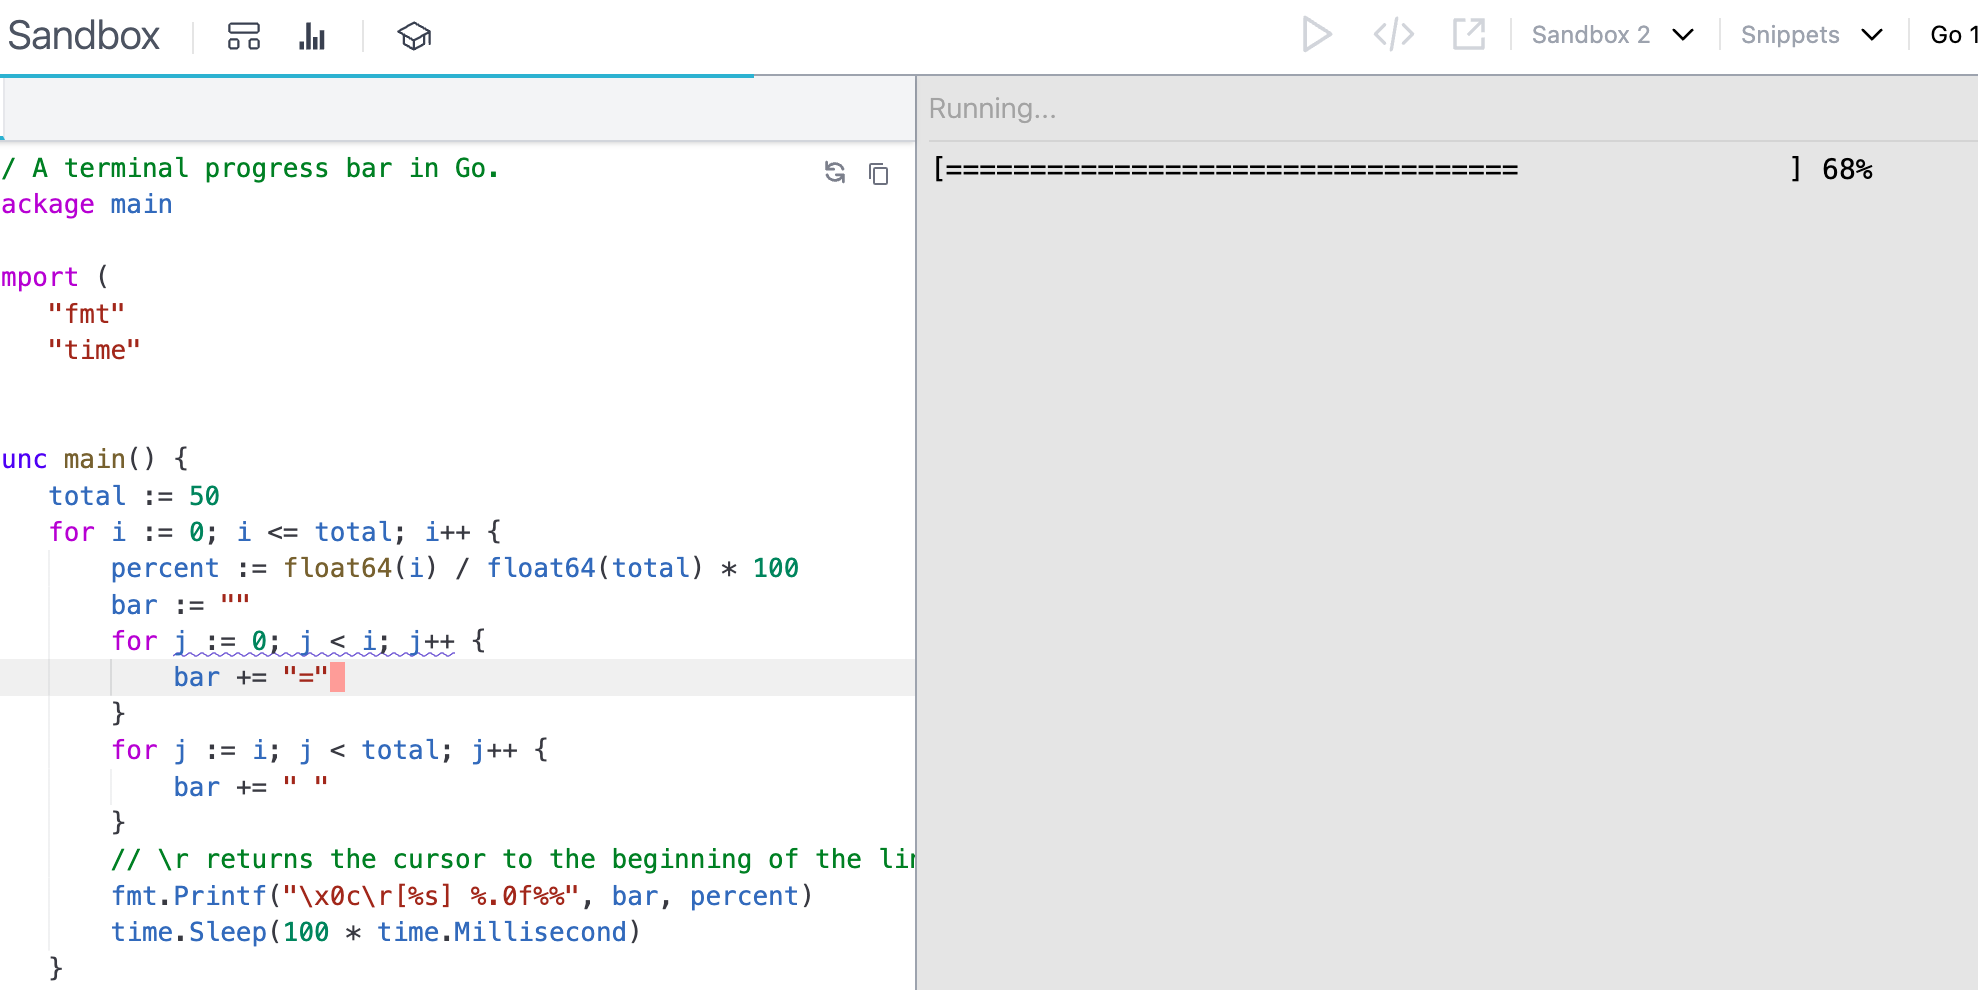 Sandbox
Sandbox 2
Snippets
Go 1
Running...
/ A terminal progress bar in Go.
ackage main
mport (
"fmt"
"time"
unc main() {
total := 50
for i := 0; i <= total; i++ {
percent := float64(i) / float64(total) * 100
bar := ""
for j := 0; j < i; j++ {
bar += "="
}
for j := i; j < total; j++ {
bar += " "
}
// \r returns the cursor to the beginning of the lin
fmt.Printf("\x0c\r[%s] %.0f%%", bar, percent)
time.Sleep(100 * time.Millisecond)
}
[==================================                ] 68%